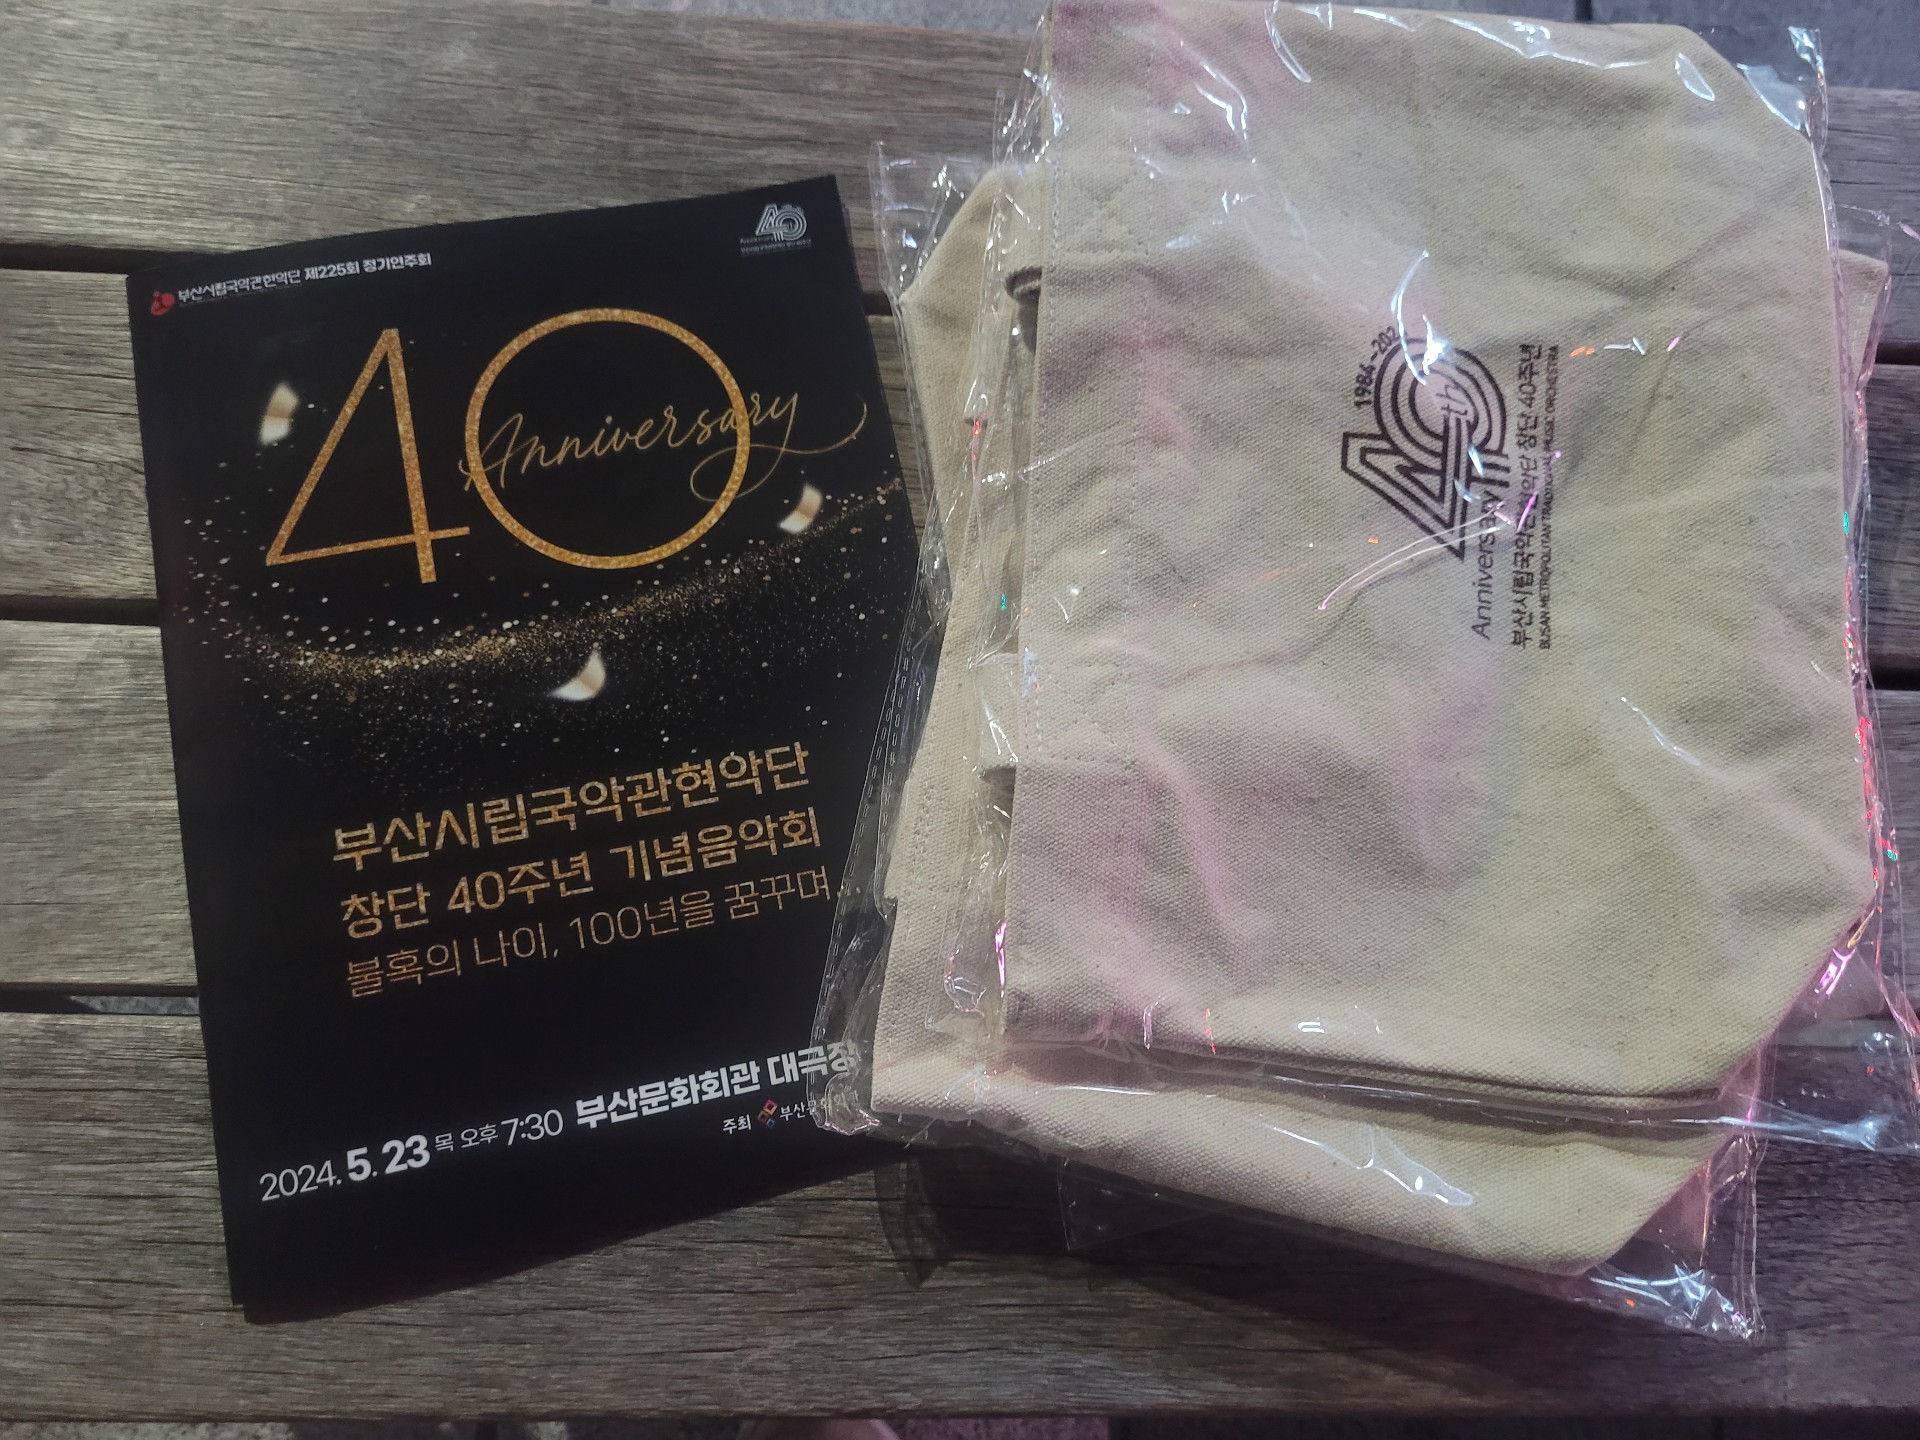 부산시립국악관현악단 제225회 정기연주회
40
Anniversary
부산시립국악관현악단
창단 40주년 기념음악회
불혹의 나이, 100년을 꿈꾸며...
2024. 5. 23 목 오후 7:30 부산문화회관 대극장
주최
1984-202
40th
Anniversary
부산시립국악관현악단 창단 40주년
BUSAN METROPOLITAN TRADITIONAL MUSIC ORCHESTRA